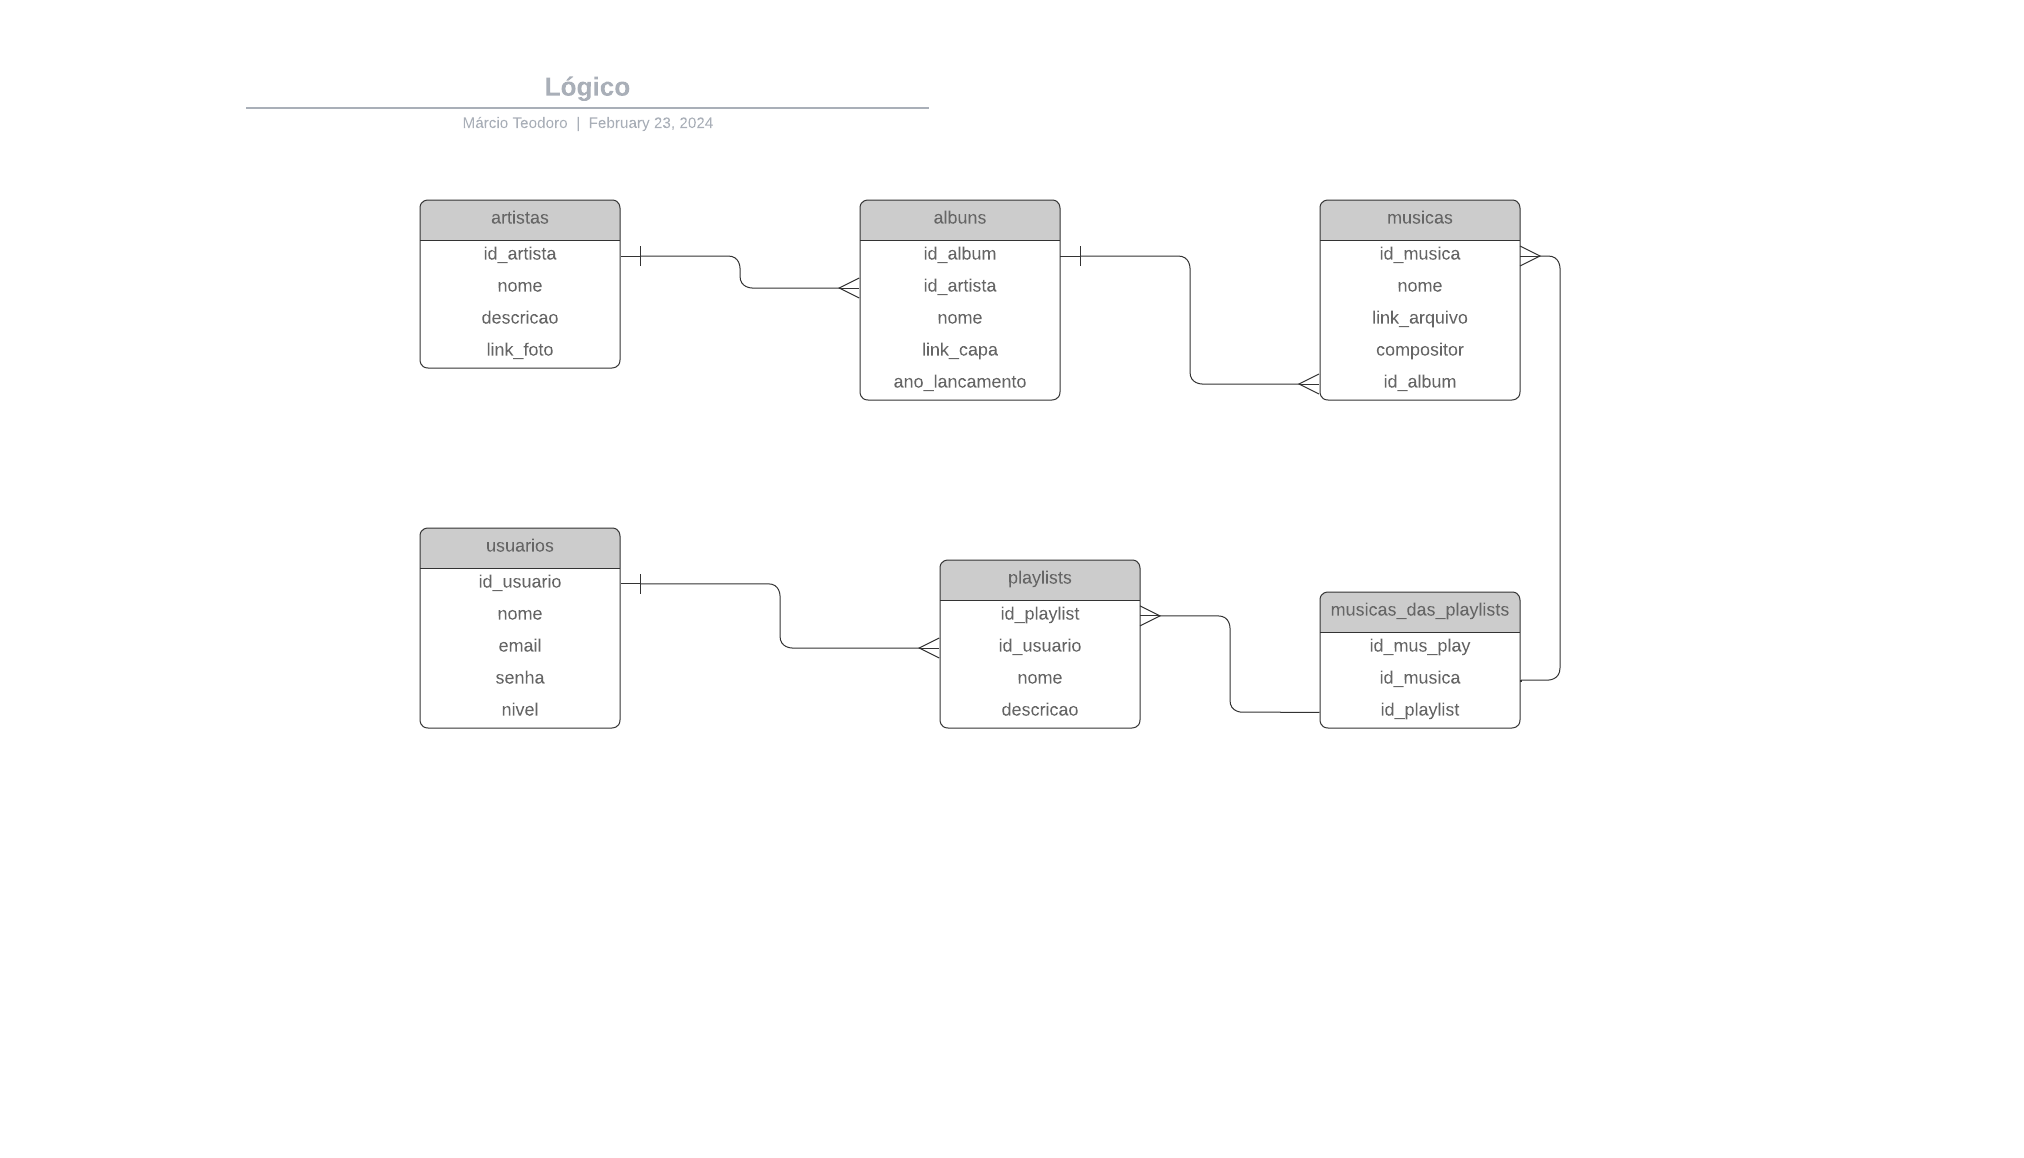 Lógico
Márcio Teodoro | February 23, 2024
artistas
id_artista
nome
descricao
link_foto
albuns
id_album
id_artista
nome
link_capa
ano_lancamento
musicas
id_musica
nome
link_arquivo
compositor
id_album
usuarios
id_usuario
nome
email
senha
nivel
playlists
id_playlist
id_usuario
nome
descricao
musicas_das_playlists
id_mus_play
id_musica
id_playlist